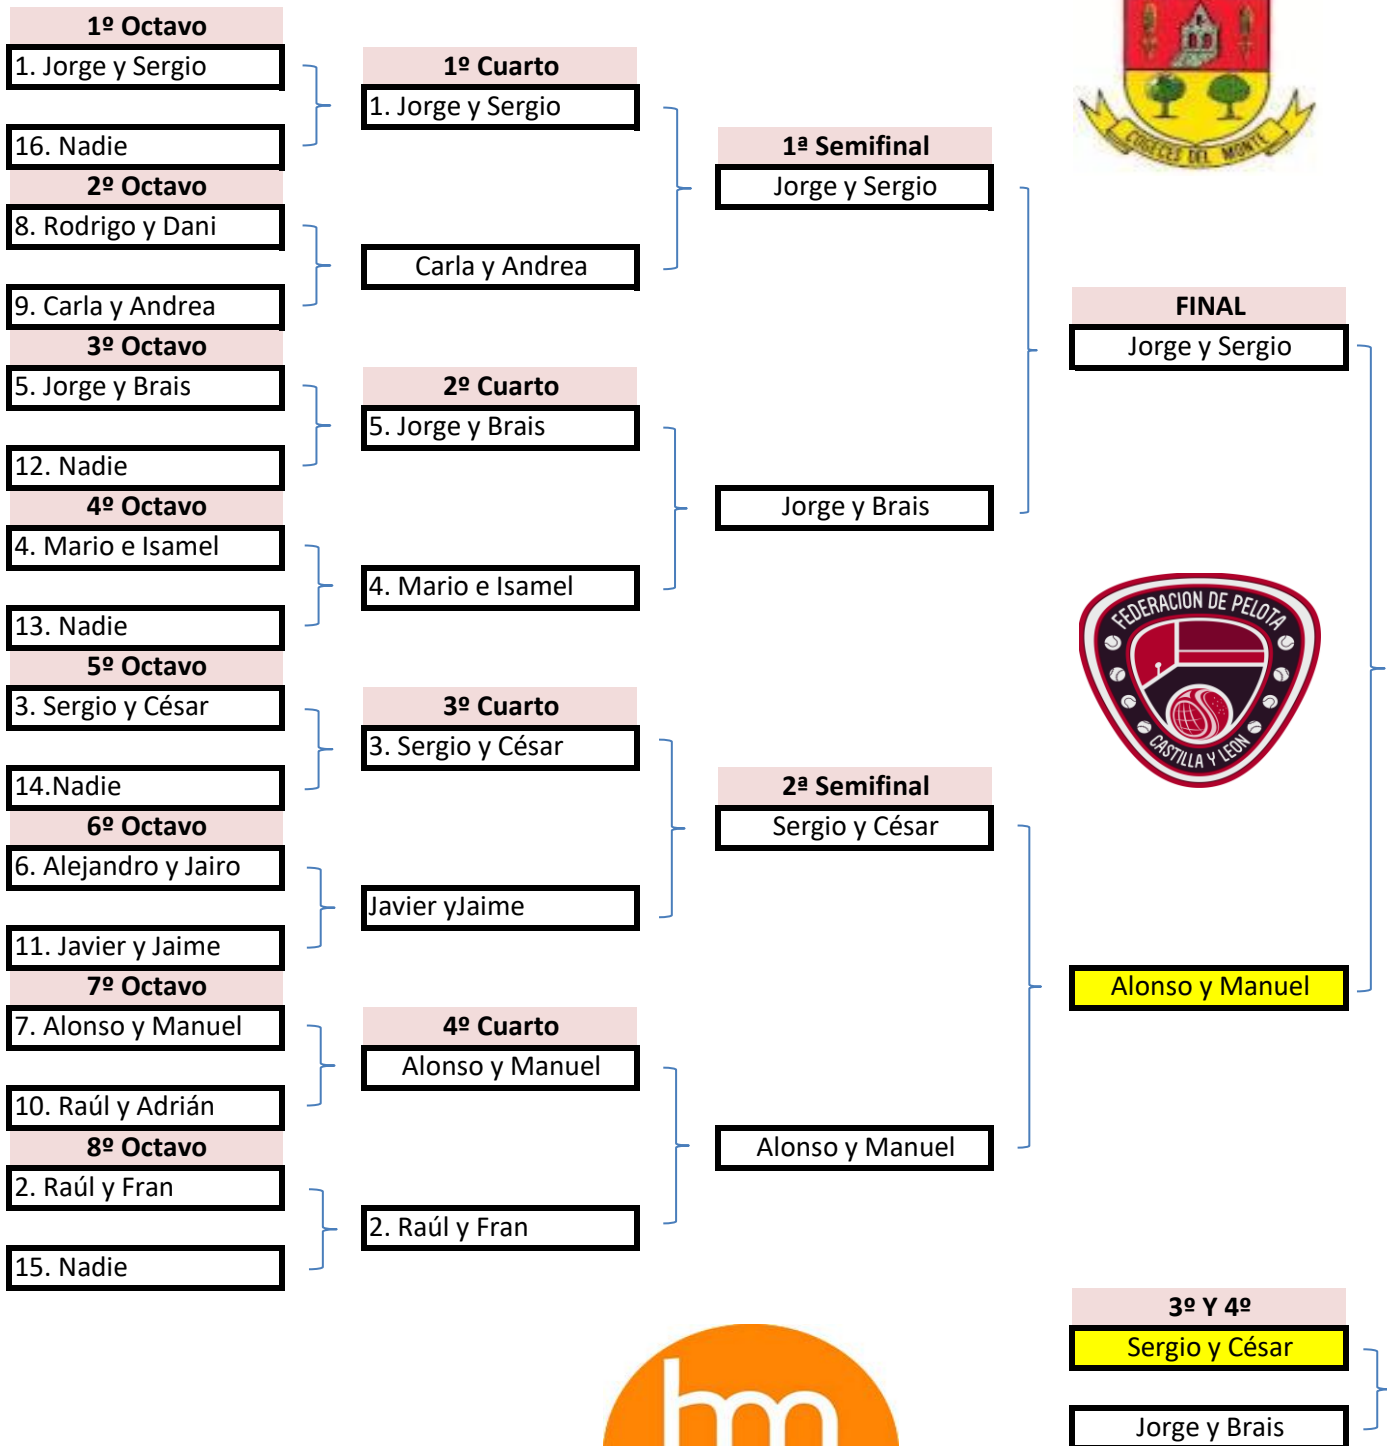 1º Octavo
1. Jorge y Sergio
16. Nadie
2º Octavo
8. Rodrigo y Dani
9. Carla y Andrea
3º Octavo
5. Jorge y Brais
12. Nadie
4º Octavo
4. Mario e Isamel
13. Nadie
5º Octavo
3. Sergio y César
14.Nadie
6º Octavo
6. Alejandro y Jairo
11. Javier y Jaime
7º Octavo
7. Alonso y Manuel
10. Raúl y Adrián
8º Octavo
2. Raúl y Fran
15. Nadie
1º Cuarto
1. Jorge y Sergio
Carla y Andrea
2º Cuarto
5. Jorge y Brais
4. Mario e Isamel
3º Cuarto
3. Sergio y César
Javier yJaime
4º Cuarto
Alonso y Manuel
2. Raúl y Fran
1ª Semifinal
Jorge y Sergio
Jorge y Brais
2ª Semifinal
Sergio y César
Alonso y Manuel
COGECES DEL MONTE
FINAL
Jorge y Sergio
FEDERACION DE PELOTA
CASTILLA Y LEON
Alonso y Manuel
3º Y 4º
Sergio y César
Jorge y Brais
hm